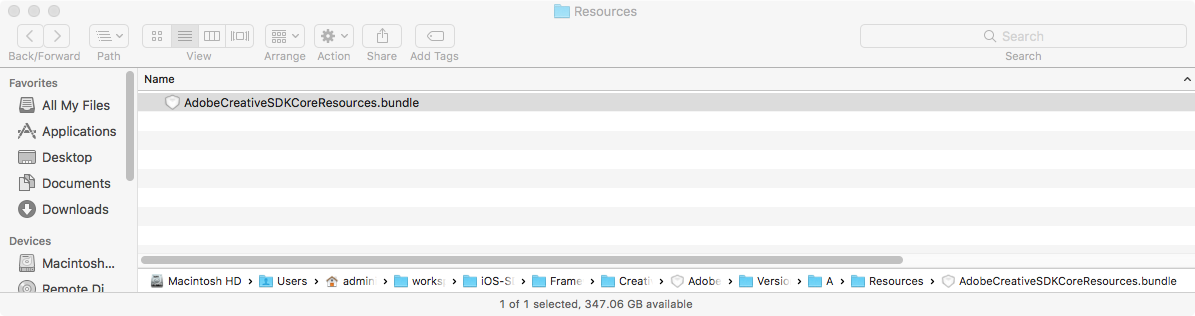 Resources
Search
Back/Forward Path View Arrange Action Share Add Tags Search
Favorites
All My Files
Applications
Desktop
Documents
Downloads
Devices
Macintosh...
Remote Di
Name
AdobeCreativeSDKCoreResources.bundle
Macintosh HD › Users › admin › works › iOS-S › Frame › Creati › Adobe › Versio › A › Resources › AdobeCreativeSDKCoreResources.bundle
1 of 1 selected, 347.06 GB available